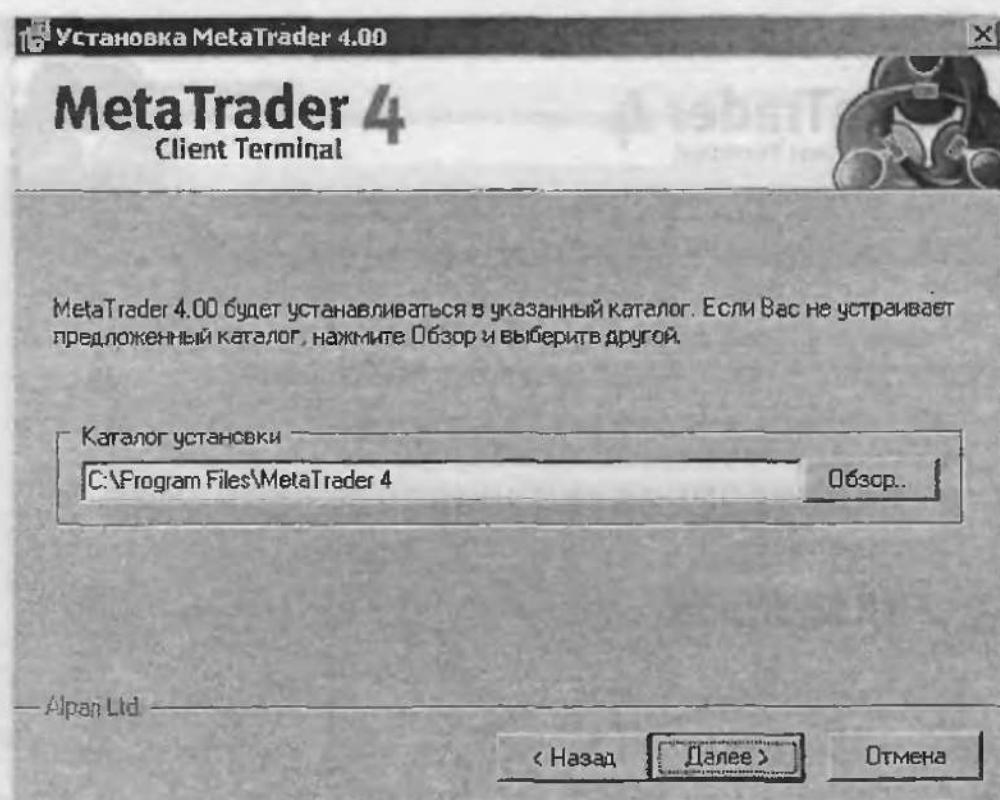 Установка MetaTrader 4.00
MetaTrader 4
Client Terminal
MetaTrader 4.00 будет устанавливаться в указанный каталог. Если Вас не устраивает
предложенный каталог, нажмите Обзор и выберите другой.
Каталог установки
C:\Program Files\MetaTrader 4
Обзор..
Alpari Ltd
< Назад
Далее >
Отмена